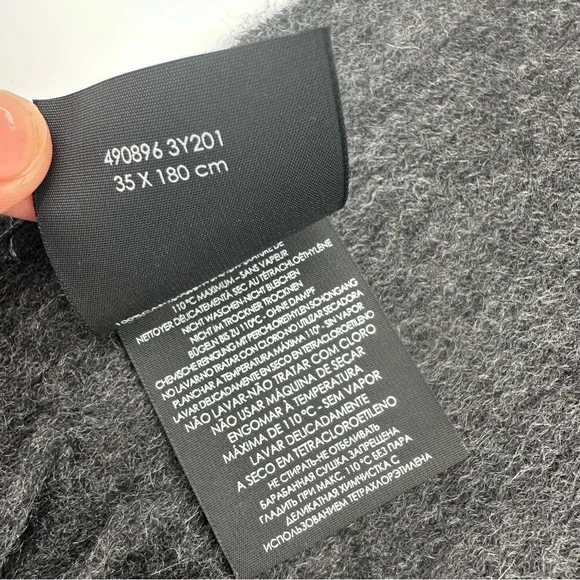 490896 3Y201
35 X 180 cm
110 °C MAXIMUM - SANS VAPEUR
NETTOYER DÉLICATEMENT À SEC AU TÉTRACHLOÉTHYLÈNE
NICHT WASCHEN-NICHT BLEICHEN
NICHT IM TROCKNER TROCKNEN
BÜGELN BIS ZU 110°C - OHNE DAMPF
CHEMISCHE REINIGUNG MIT PERCHLORETHYLEN SCHONGANG
NO LAVAR-NO TRATAR CON CLORO-NO UTILIZAR SECADORA
PLANCHAR A TEMPERATURA MÁXIMA 110° - SIN VAPOR
LAVAR DELICADAMENTE EN SECO EN TETRACLOROETILENO
NÃO LAVAR-NÃO TRATAR COM CLORO
NÃO USAR MÁQUINA DE SECAR
ENGOMAR À TEMPERATURA
MÁXIMA DE 110 °C - SEM VAPOR
LAVAR DELICADAMENTE
A SECO EM TETRACLOROETILENO
НЕ СТИРАТЬ-НЕ ОТБЕЛИВАТЬ
БАРАБАННАЯ СУШКА ЗАПРЕЩЕНА
ГЛАДИТЬ ПРИ МАКС. 110 °C БЕЗ ПАРА
ДЕЛИКАТНАЯ ХИМЧИСТКА С
ИСПОЛЬЗОВАНИЕМ ТЕТРАХЛОРЭТИЛЕНА